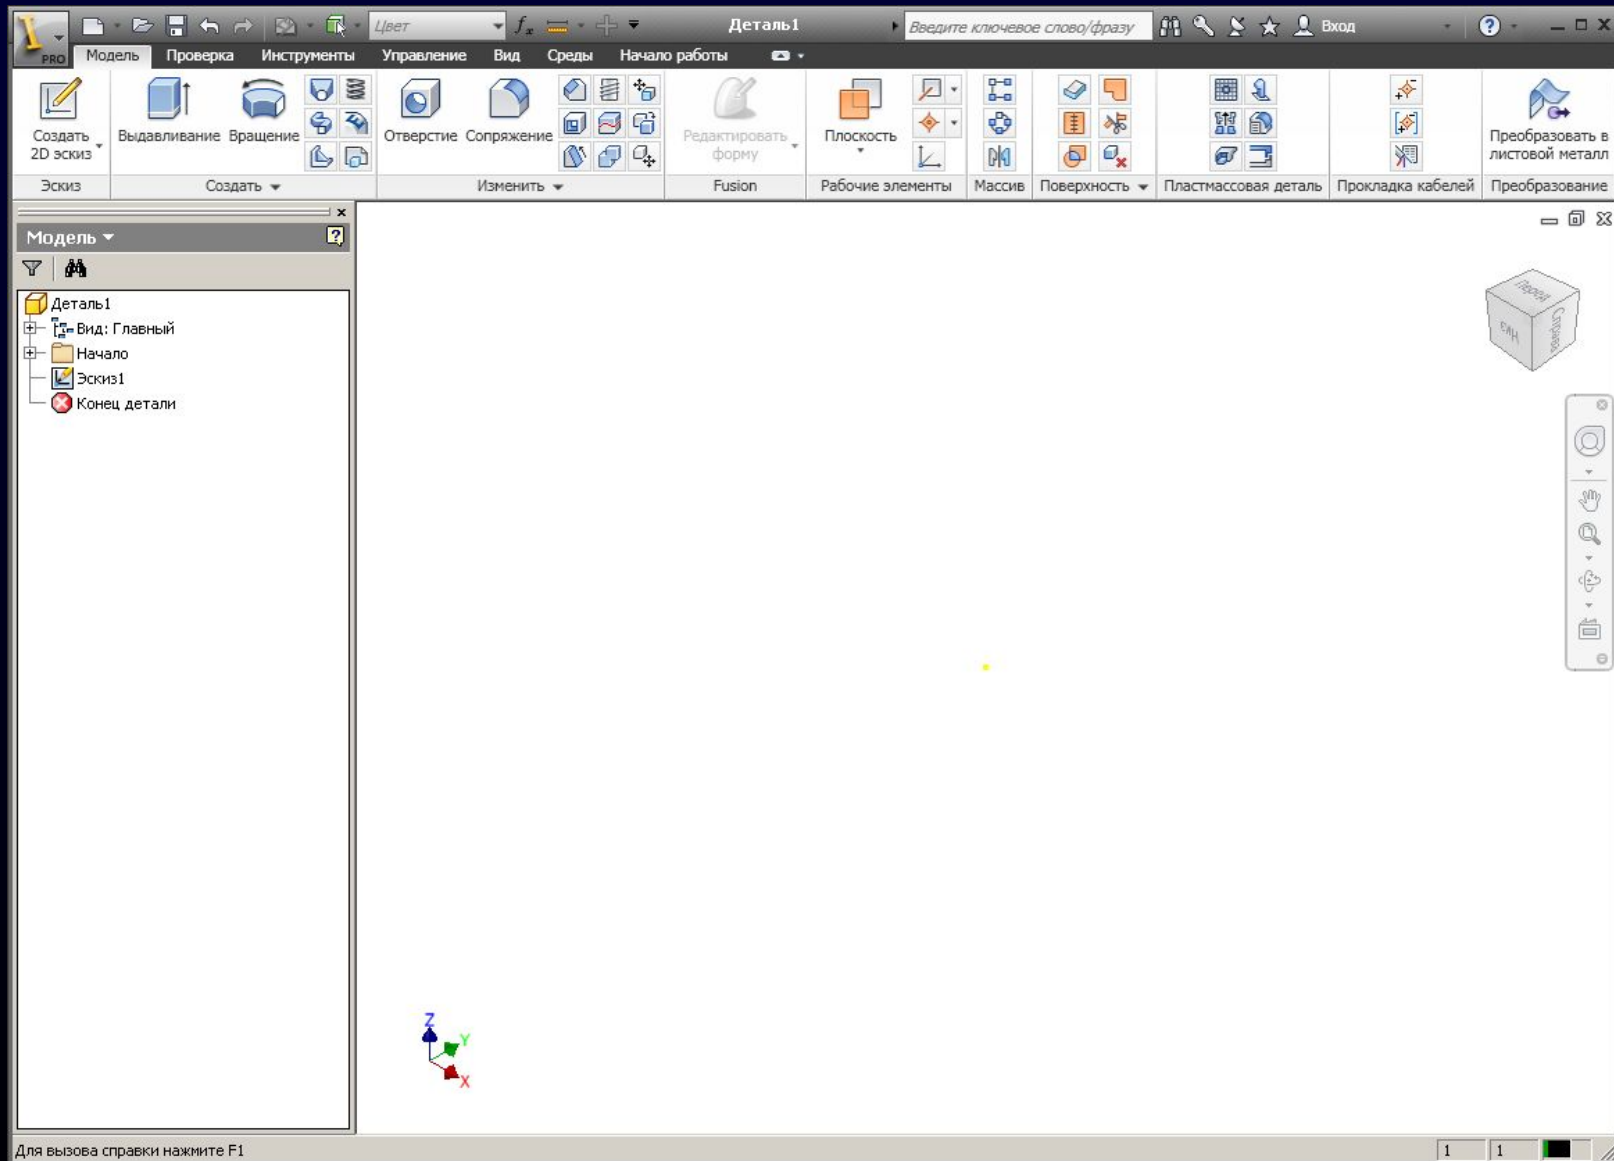 Цвет
Деталь1
Введите ключевое слово/фразу
Вход
PRO
Модель Проверка Инструменты Управление Вид Среды Начало работы
Создать
2D эскиз
Выдавливание
Вращение
Отверстие
Сопряжение
Редактировать
форму
Плоскость
Преобразовать в
листовой металл
Эскиз Создать Изменить Fusion Рабочие элементы Массив Поверхность Пластмассовая деталь Прокладка кабелей Преобразование
Модель
Деталь1
Вид: Главный
Начало
Эскиз1
Конец детали
Перед
Низ
Справа
Z
Y
X
Для вызова справки нажмите F1
1 1